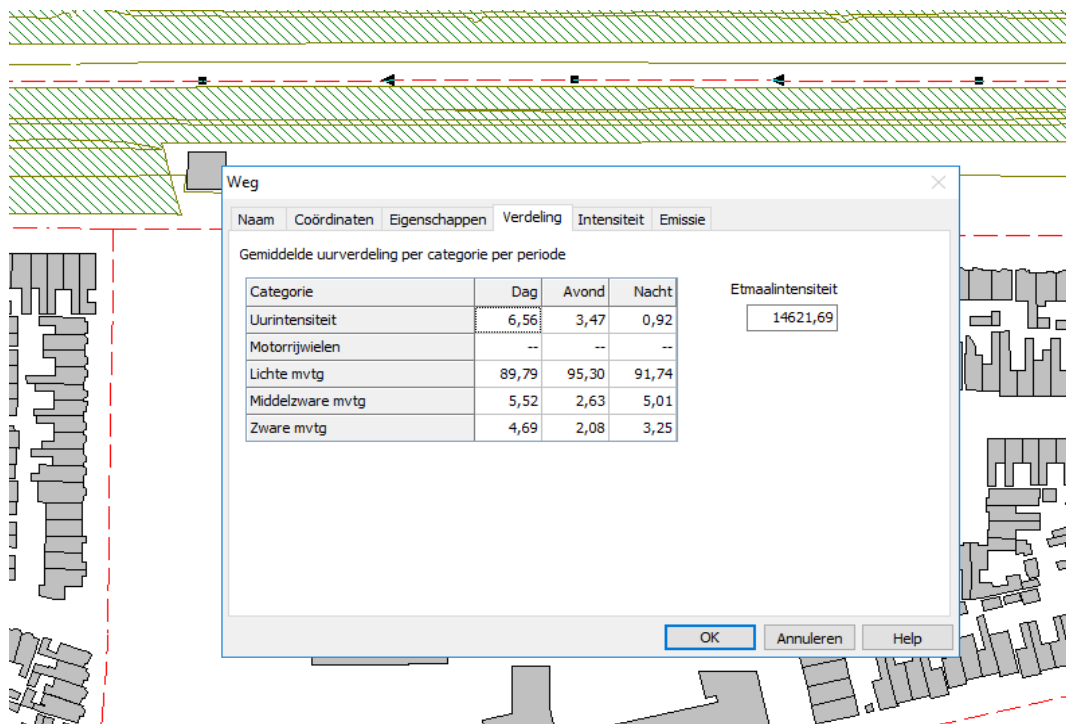 Weg
Naam Coördinaten Eigenschappen Verdeling Intensiteit Emissie
Gemiddelde uurverdeling per categorie per periode
Categorie Dag Avond Nacht Etmaalintensiteit
Uurintensiteit 6,56 3,47 0,92 14621,69
Motorrijwielen -- -- --
Lichte mvtg 89,79 95,30 91,74
Middelzware mvtg 5,52 2,63 5,01
Zware mvtg 4,69 2,08 3,25
OK Annuleren Help